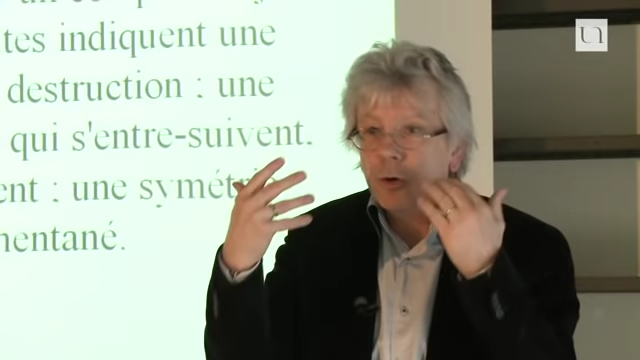 tes indiquent une
destruction : une
qui s'entre-suivent.
ent : une symétri
mentané.